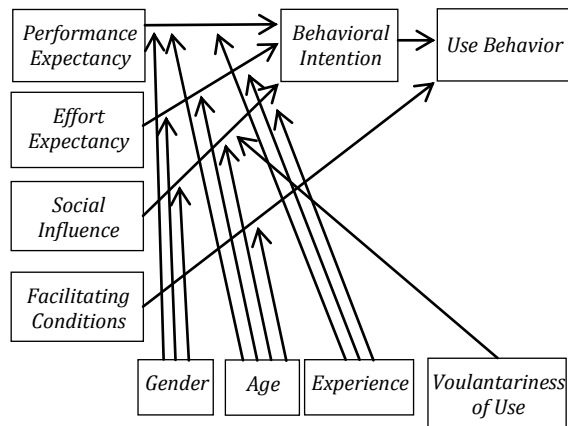 Performance
Expectancy
Behavioral
Intention
Use Behavior
Effort
Expectancy
Social
Influence
Facilitating
Conditions
Gender
Age
Experience
Voulantariness
of Use